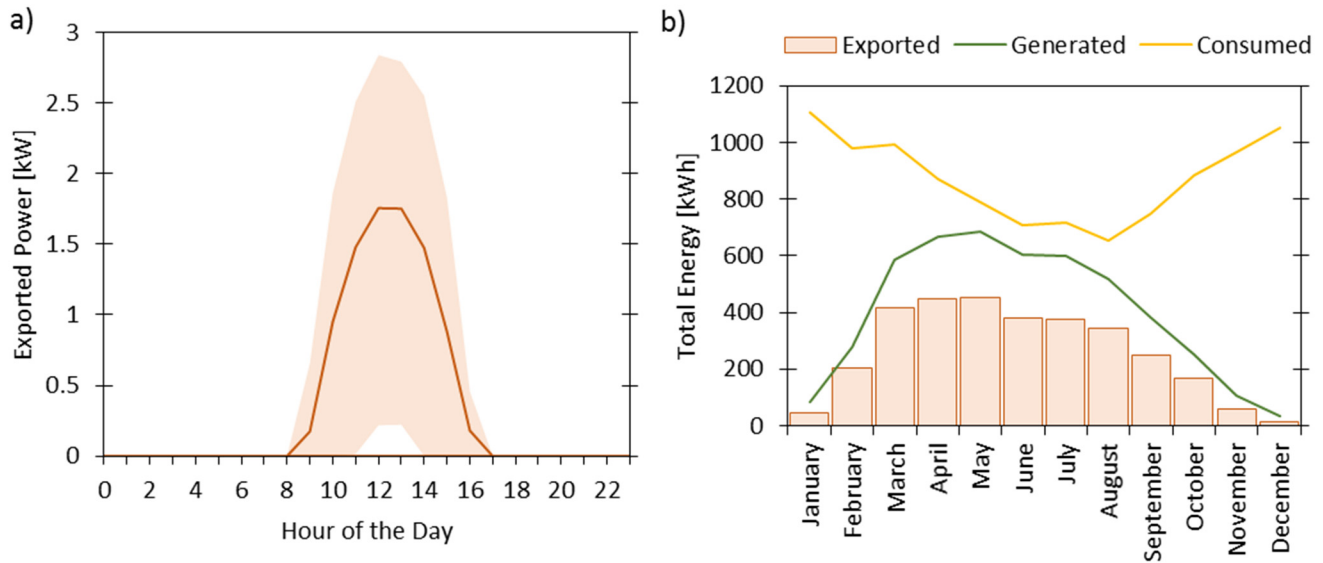 a)
3
2.5
2
1.5
1
0.5
0
Exported Power [kW]
0 2 4 6 8 10 12 14 16 18 20 22
Hour of the Day
b)
Exported Generated Consumed
1200
1000
800
600
400
200
0
Total Energy [kWh]
January
February
March
April
May
June
July
August
September
October
November
December